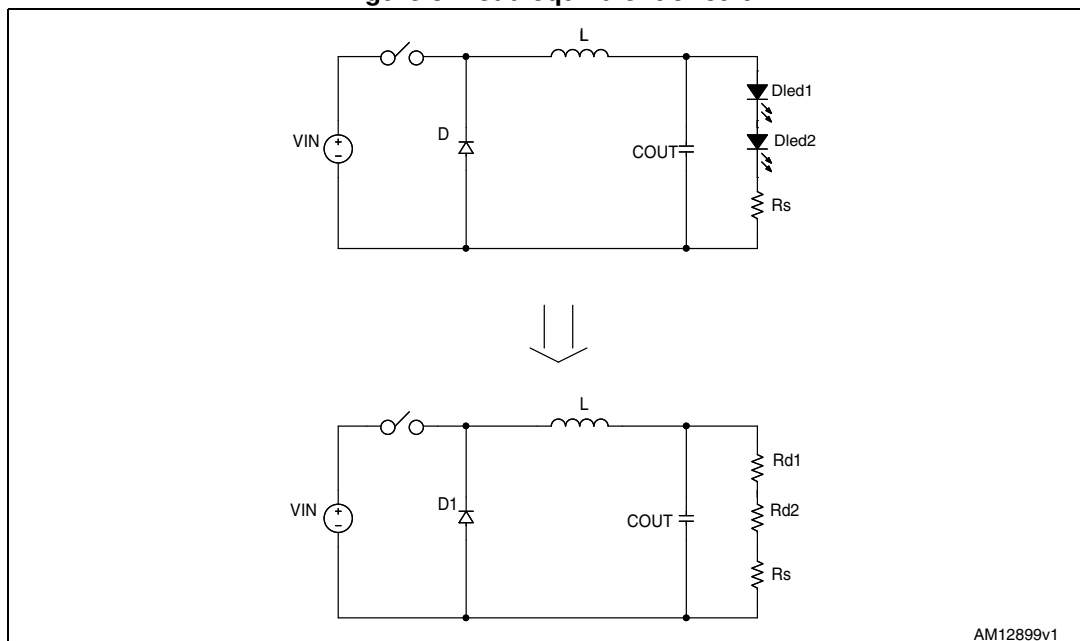 L
Dled1
D
Dled2
VIN
+
-
COUT
Rs
L
Rd1
D1
Rd2
VIN
+
-
COUT
Rs
AM12899v1